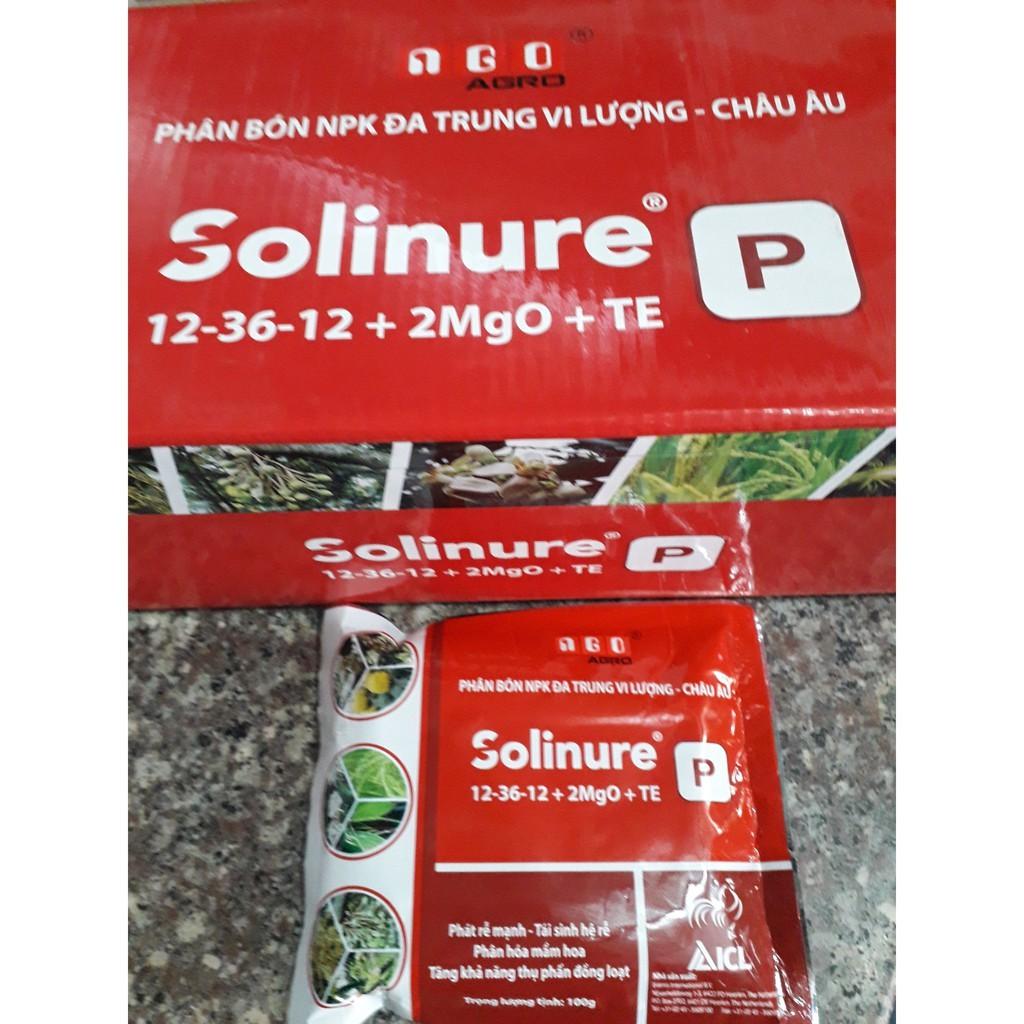 AGO ®
AGRO
PHÂN BÓN NPK ĐA TRUNG VI LƯỢNG - CHÂU ÂU
Solinure®
P
12-36-12 + 2MgO + TE
Solinure®
P
12-36-12 + 2MgO + TE
AGO ®
AGRO
PHÂN BÓN NPK ĐA TRUNG VI LƯỢNG - CHÂU ÂU
Solinure®
P
12-36-12 + 2MgO + TE
Phát rễ mạnh - Tái sinh hệ rễ
Phân hóa mầm hoa
Tăng khả năng thụ phấn đồng loạt
Trọng lượng tịnh: 100g
ICL
Nhà sản xuất: